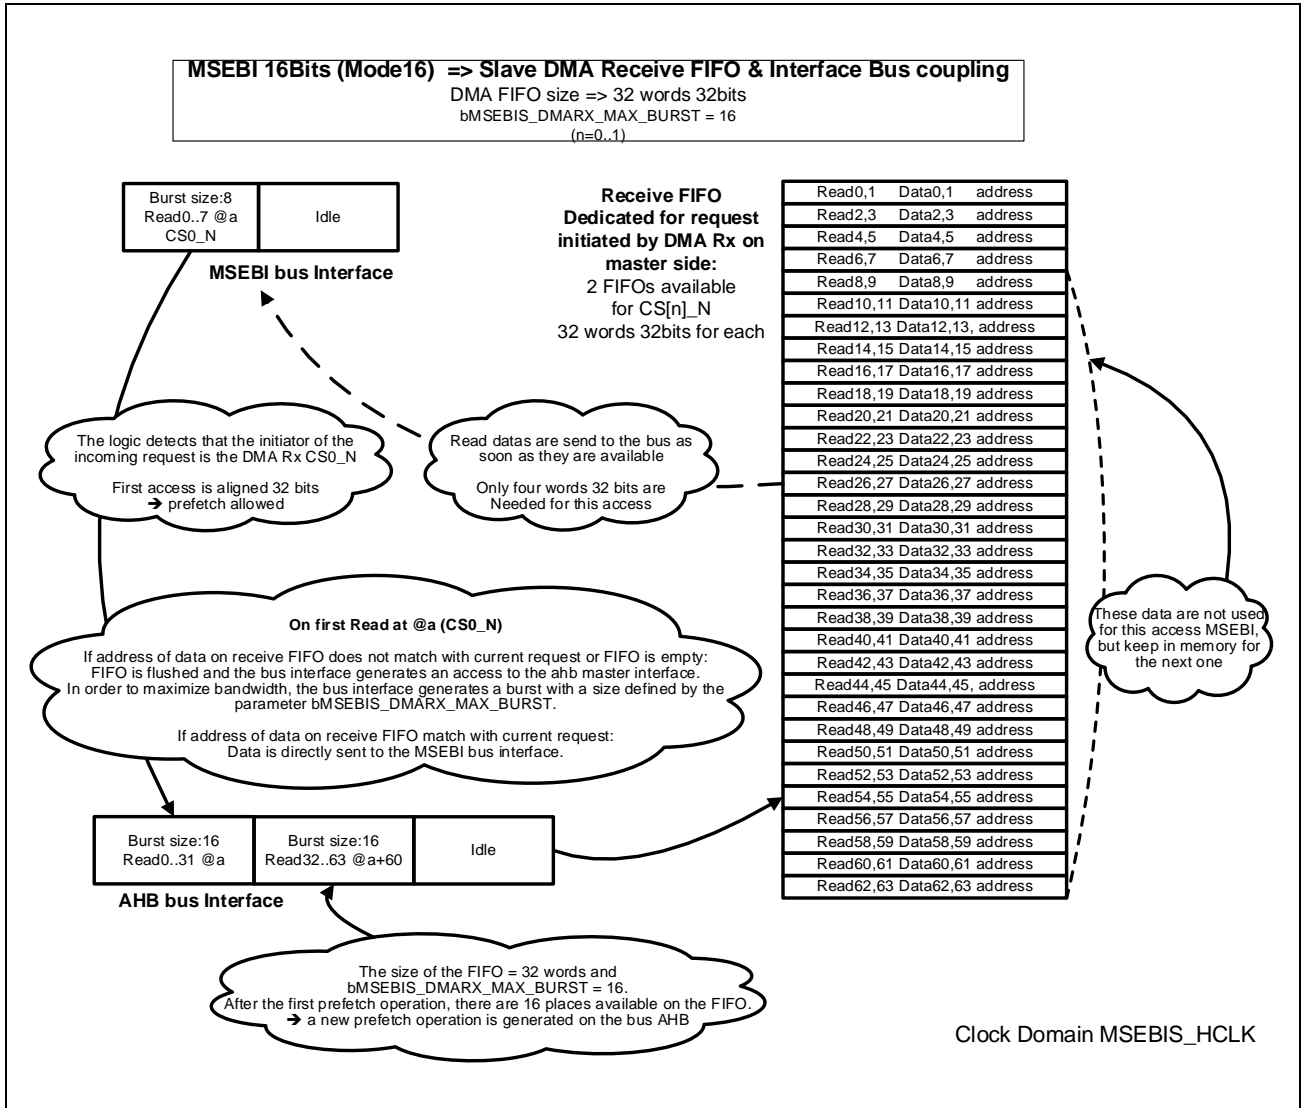 MSEBI 16Bits (Mode16) => Slave DMA Receive FIFO & Interface Bus coupling
DMA FIFO size => 32 words 32bits
bMSEBIS_DMARX_MAX_BURST = 16
(n=0..1)
Burst size:8
Read0..7 @a
CS0_N
Idle
MSEBI bus Interface
Receive FIFO
Dedicated for request
initiated by DMA Rx on
master side:
2 FIFOs available
for CS[n]_N
32 words 32bits for each
Read0,1 Data0,1 address
Read2,3 Data2,3 address
Read4,5 Data4,5 address
Read6,7 Data6,7 address
Read8,9 Data8,9 address
Read10,11 Data10,11 address
Read12,13 Data12,13, address
Read14,15 Data14,15 address
Read16,17 Data16,17 address
Read18,19 Data18,19 address
Read20,21 Data20,21 address
Read22,23 Data22,23 address
Read24,25 Data24,25 address
Read26,27 Data26,27 address
Read28,29 Data28,29 address
Read30,31 Data30,31 address
Read32,33 Data32,33 address
Read34,35 Data34,35 address
Read36,37 Data36,37 address
Read38,39 Data38,39 address
Read40,41 Data40,41 address
Read42,43 Data42,43 address
Read44,45 Data44,45, address
Read46,47 Data46,47 address
Read48,49 Data48,49 address
Read50,51 Data50,51 address
Read52,53 Data52,53 address
Read54,55 Data54,55 address
Read56,57 Data56,57 address
Read58,59 Data58,59 address
Read60,61 Data60,61 address
Read62,63 Data62,63 address
The logic detects that the initiator of the
incoming request is the DMA Rx CS0_N
First access is aligned 32 bits
➔ prefetch allowed
Read datas are send to the bus as
soon as they are available
Only four words 32 bits are
Needed for this access
These data are not used
for this access MSEBI,
but keep in memory for
the next one
On first Read at @a (CS0_N)
If address of data on receive FIFO does not match with current request or FIFO is empty:
FIFO is flushed and the bus interface generates an access to the ahb master interface.
In order to maximize bandwidth, the bus interface generates a burst with a size defined by the
parameter bMSEBIS_DMARX_MAX_BURST.
If address of data on receive FIFO match with current request:
Data is directly sent to the MSEBI bus interface.
Burst size:16
Read0..31 @a
Burst size:16
Read32..63 @a+60
Idle
AHB bus Interface
The size of the FIFO = 32 words and
bMSEBIS_DMARX_MAX_BURST = 16.
After the first prefetch operation, there are 16 places available on the FIFO.
➔ a new prefetch operation is generated on the bus AHB
Clock Domain MSEBIS_HCLK